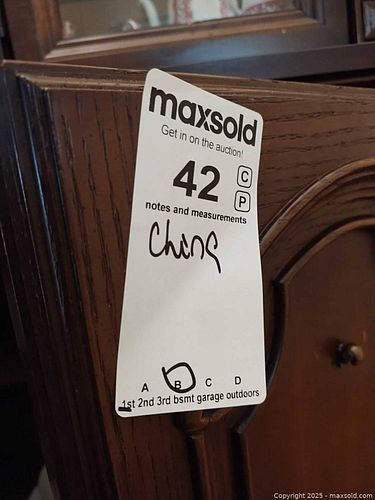 maxsold
Get in on the auction!
42
C
P
notes and measurements
China
A B C D
1st 2nd 3rd bsmt garage outdoors
Copyright 2025 - maxsold.com